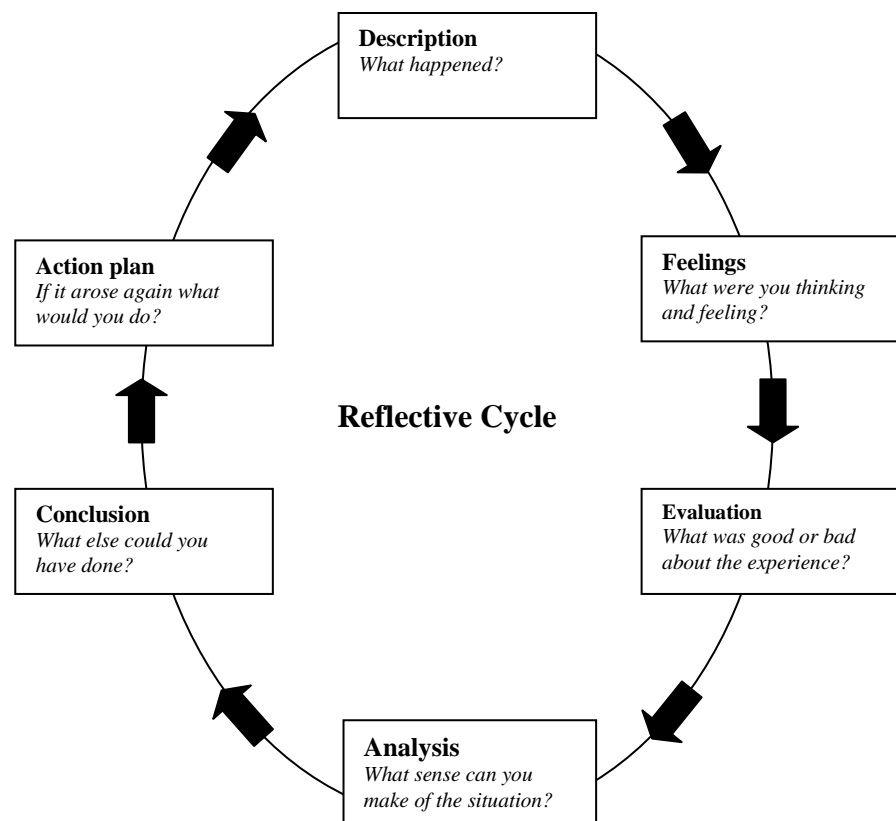 Description
What happened?
Feelings
What were you thinking
and feeling?
Evaluation
What was good or bad
about the experience?
Analysis
What sense can you
make of the situation?
Conclusion
What else could you
have done?
Action plan
If it arose again what
would you do?
Reflective Cycle